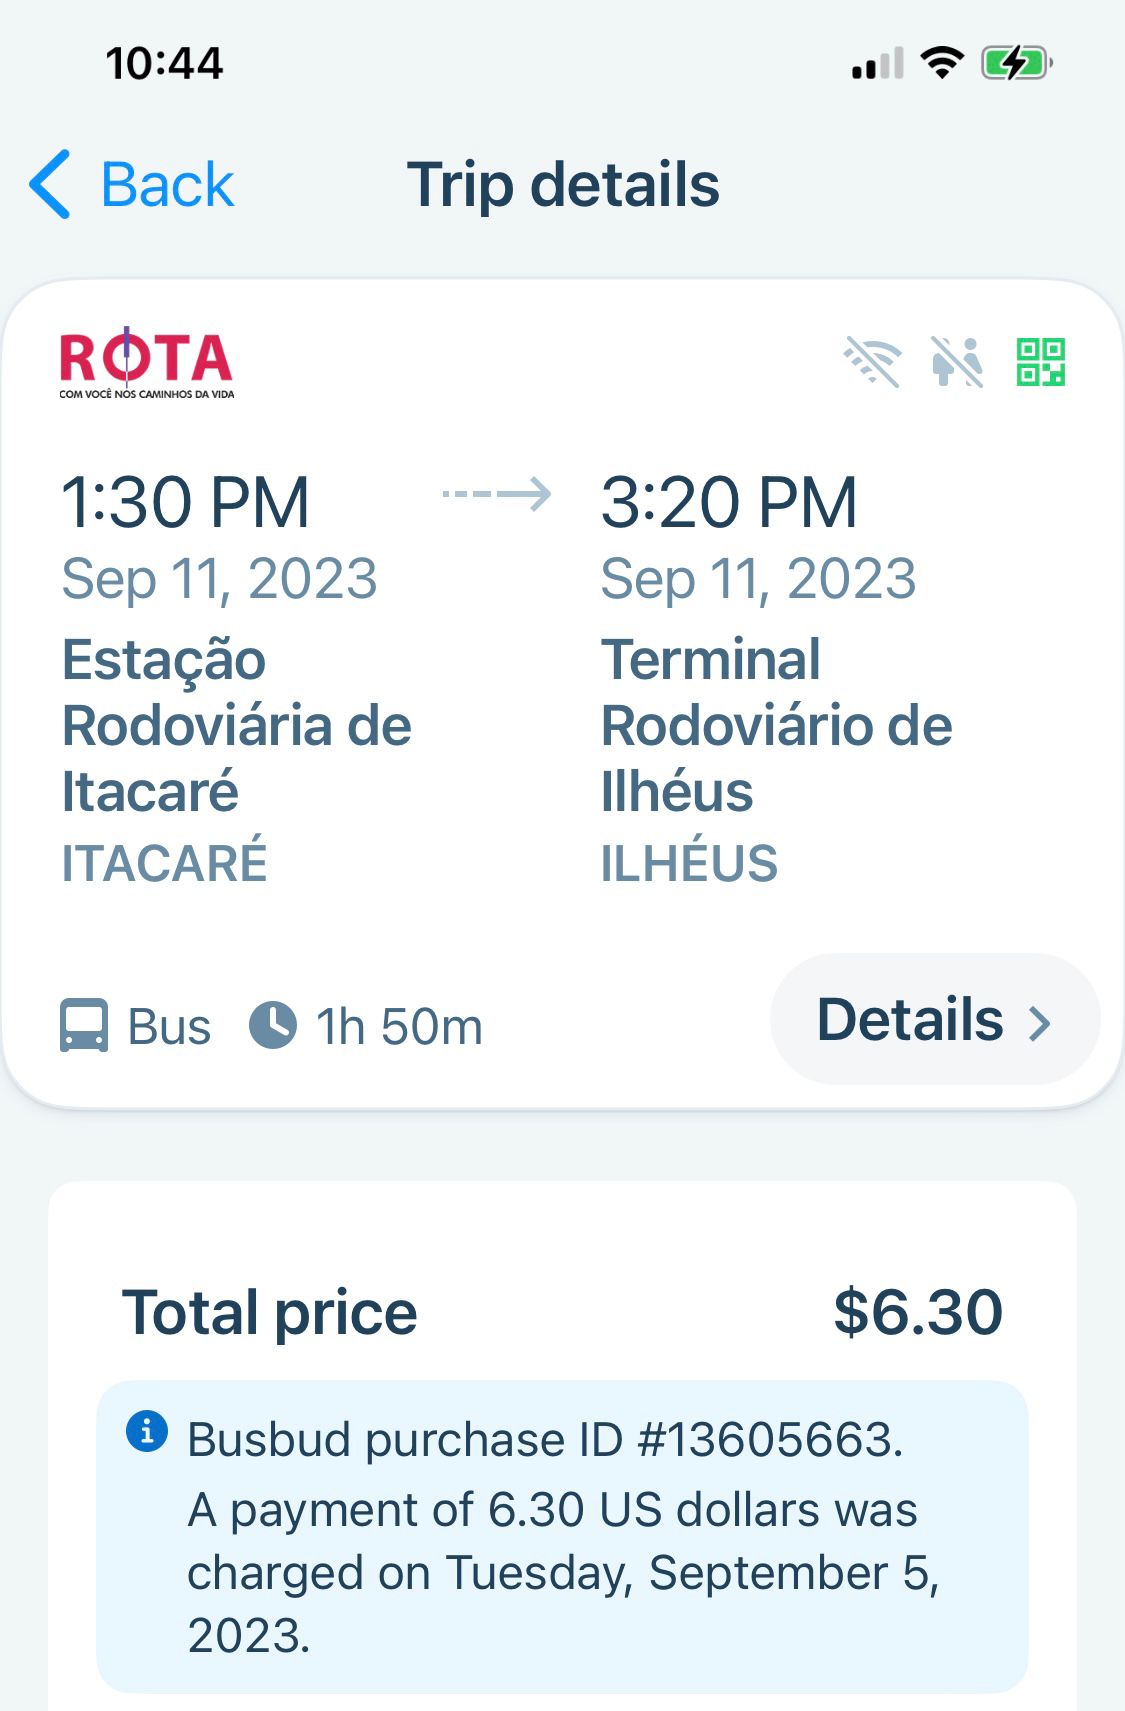 10:44
Back
Trip details
ROTA
COM VOCÊ NOS CAMINHOS DA VIDA
1:30 PM
3:20 PM
Sep 11, 2023
Sep 11, 2023
Estação
Rodoviária de
Itacaré
ITACARÉ
Terminal
Rodoviário de
Ilhéus
ILHÉUS
Bus
1h 50m
Details
Total price
$6.30
Busbud purchase ID #13605663.
A payment of 6.30 US dollars was
charged on Tuesday, September 5,
2023.